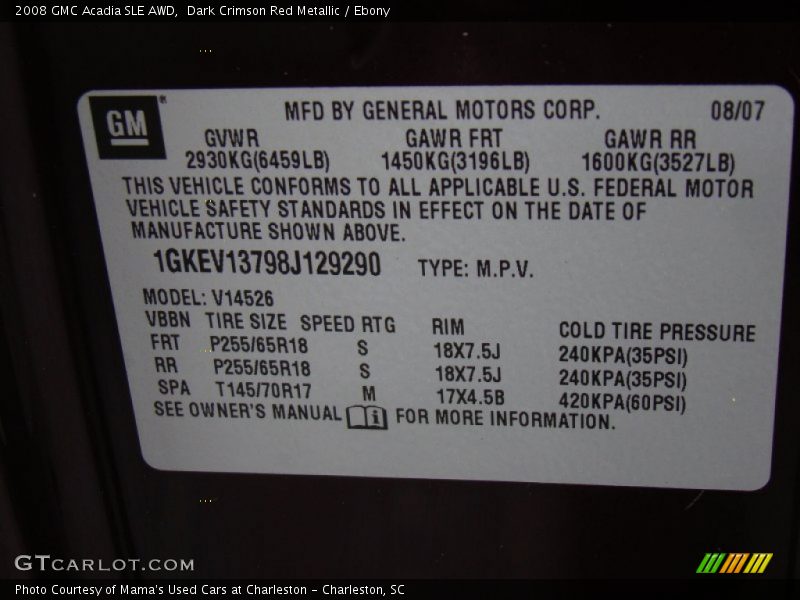 2008 GMC Acadia SLE AWD, Dark Crimson Red Metallic / Ebony
GM ®
MFD BY GENERAL MOTORS CORP. 08/07
GVWR GAWR FRT GAWR RR
2930KG(6459LB) 1450KG(3196LB) 1600KG(3527LB)
THIS VEHICLE CONFORMS TO ALL APPLICABLE U.S. FEDERAL MOTOR
VEHICLE SAFETY STANDARDS IN EFFECT ON THE DATE OF
MANUFACTURE SHOWN ABOVE.
1GKEV13798J129290 TYPE: M.P.V.
MODEL: V14526
VBBN TIRE SIZE SPEED RTG RIM COLD TIRE PRESSURE
FRT P255/65R18 S 18X7.5J 240KPA(35PSI)
RR P255/65R18 S 18X7.5J 240KPA(35PSI)
SPA T145/70R17 M 17X4.5B 420KPA(60PSI)
SEE OWNER'S MANUAL i FOR MORE INFORMATION.
GTCARLOT.COM
Photo Courtesy of Mama's Used Cars at Charleston - Charleston, SC